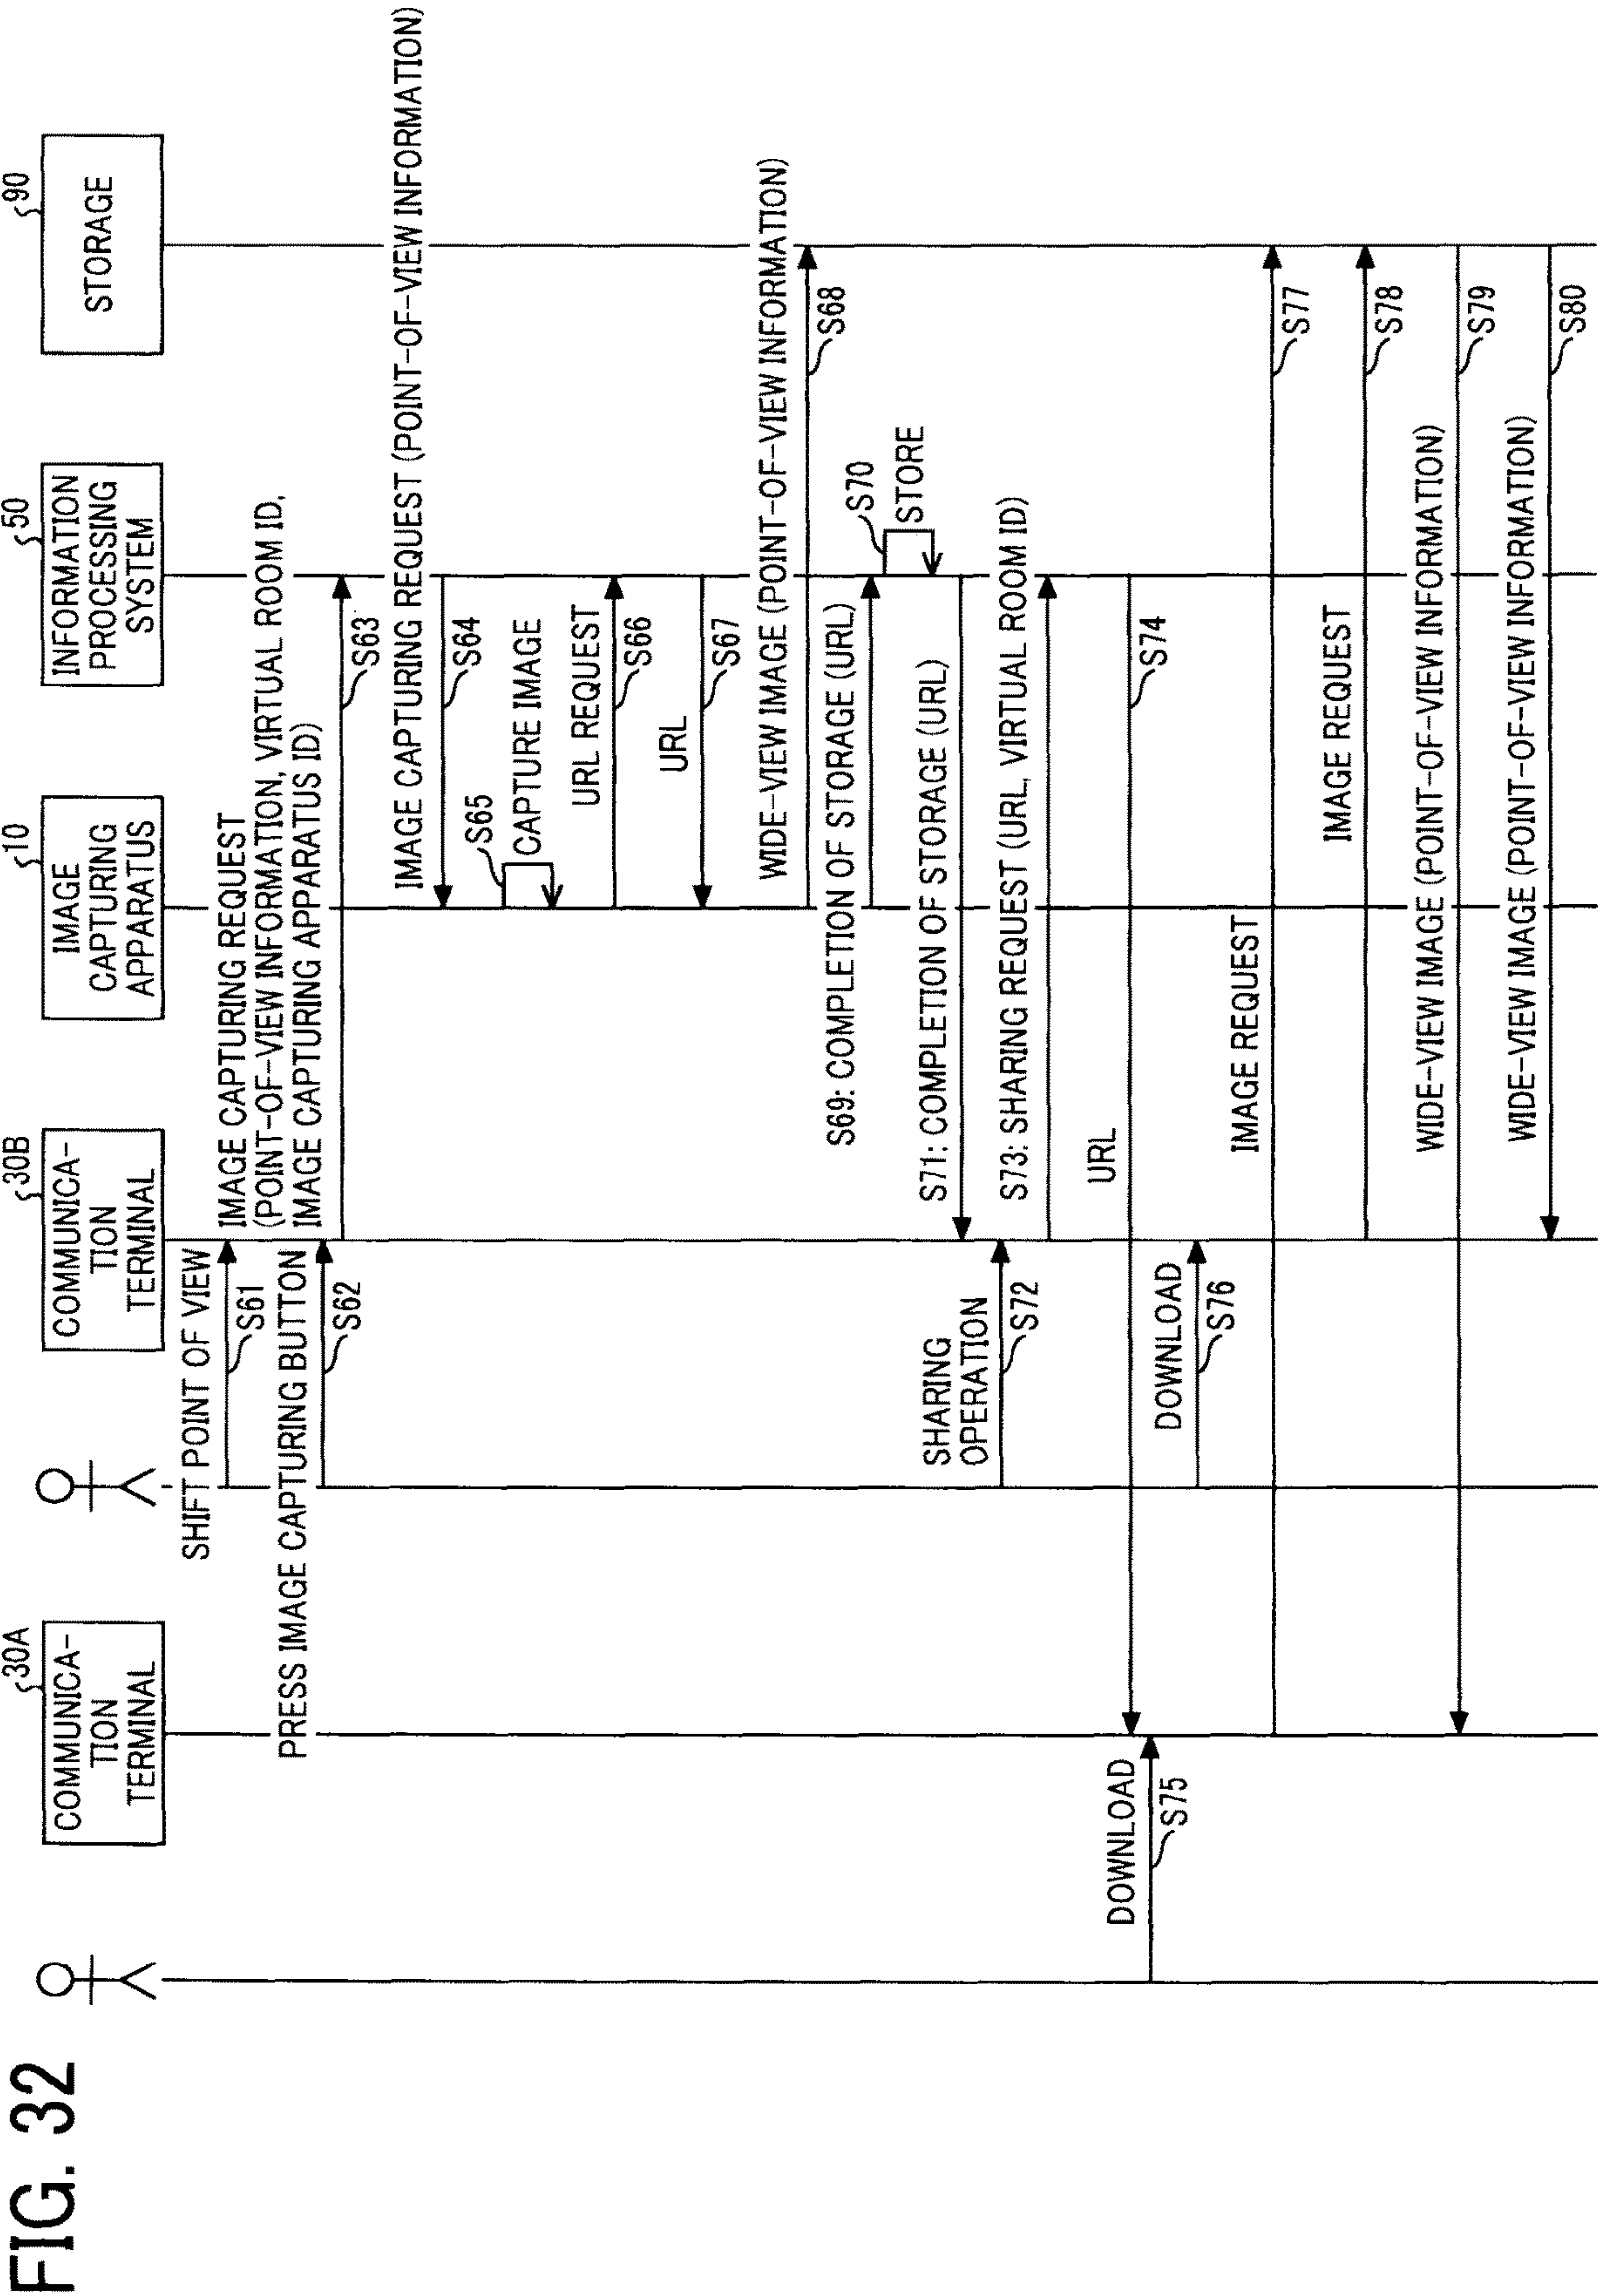 FIG. 32
30A
COMMUNICA-
TION
TERMINAL
30B
COMMUNICA-
TION
TERMINAL
10
IMAGE
CAPTURING
APPARATUS
50
INFORMATION
PROCESSING
SYSTEM
90
STORAGE
SHIFT POINT OF VIEW
S61
PRESS IMAGE CAPTURING BUTTON
S62
IMAGE CAPTURING REQUEST
(POINT-OF-VIEW INFORMATION, VIRTUAL ROOM ID,
IMAGE CAPTURING APPARATUS ID)
S63
IMAGE CAPTURING REQUEST (POINT-OF-VIEW INFORMATION)
S64
S65
CAPTURE IMAGE
URL REQUEST
S66
URL
S67
WIDE-VIEW IMAGE (POINT-OF-VIEW INFORMATION)
S68
S69: COMPLETION OF STORAGE (URL)
S70
STORE
S71: COMPLETION OF STORAGE (URL)
SHARING
OPERATION
S72
S73: SHARING REQUEST (URL, VIRTUAL ROOM ID)
URL
S74
DOWNLOAD
S75
DOWNLOAD
S76
IMAGE REQUEST
S77
IMAGE REQUEST
S78
WIDE-VIEW IMAGE (POINT-OF-VIEW INFORMATION)
S79
WIDE-VIEW IMAGE (POINT-OF-VIEW INFORMATION)
S80